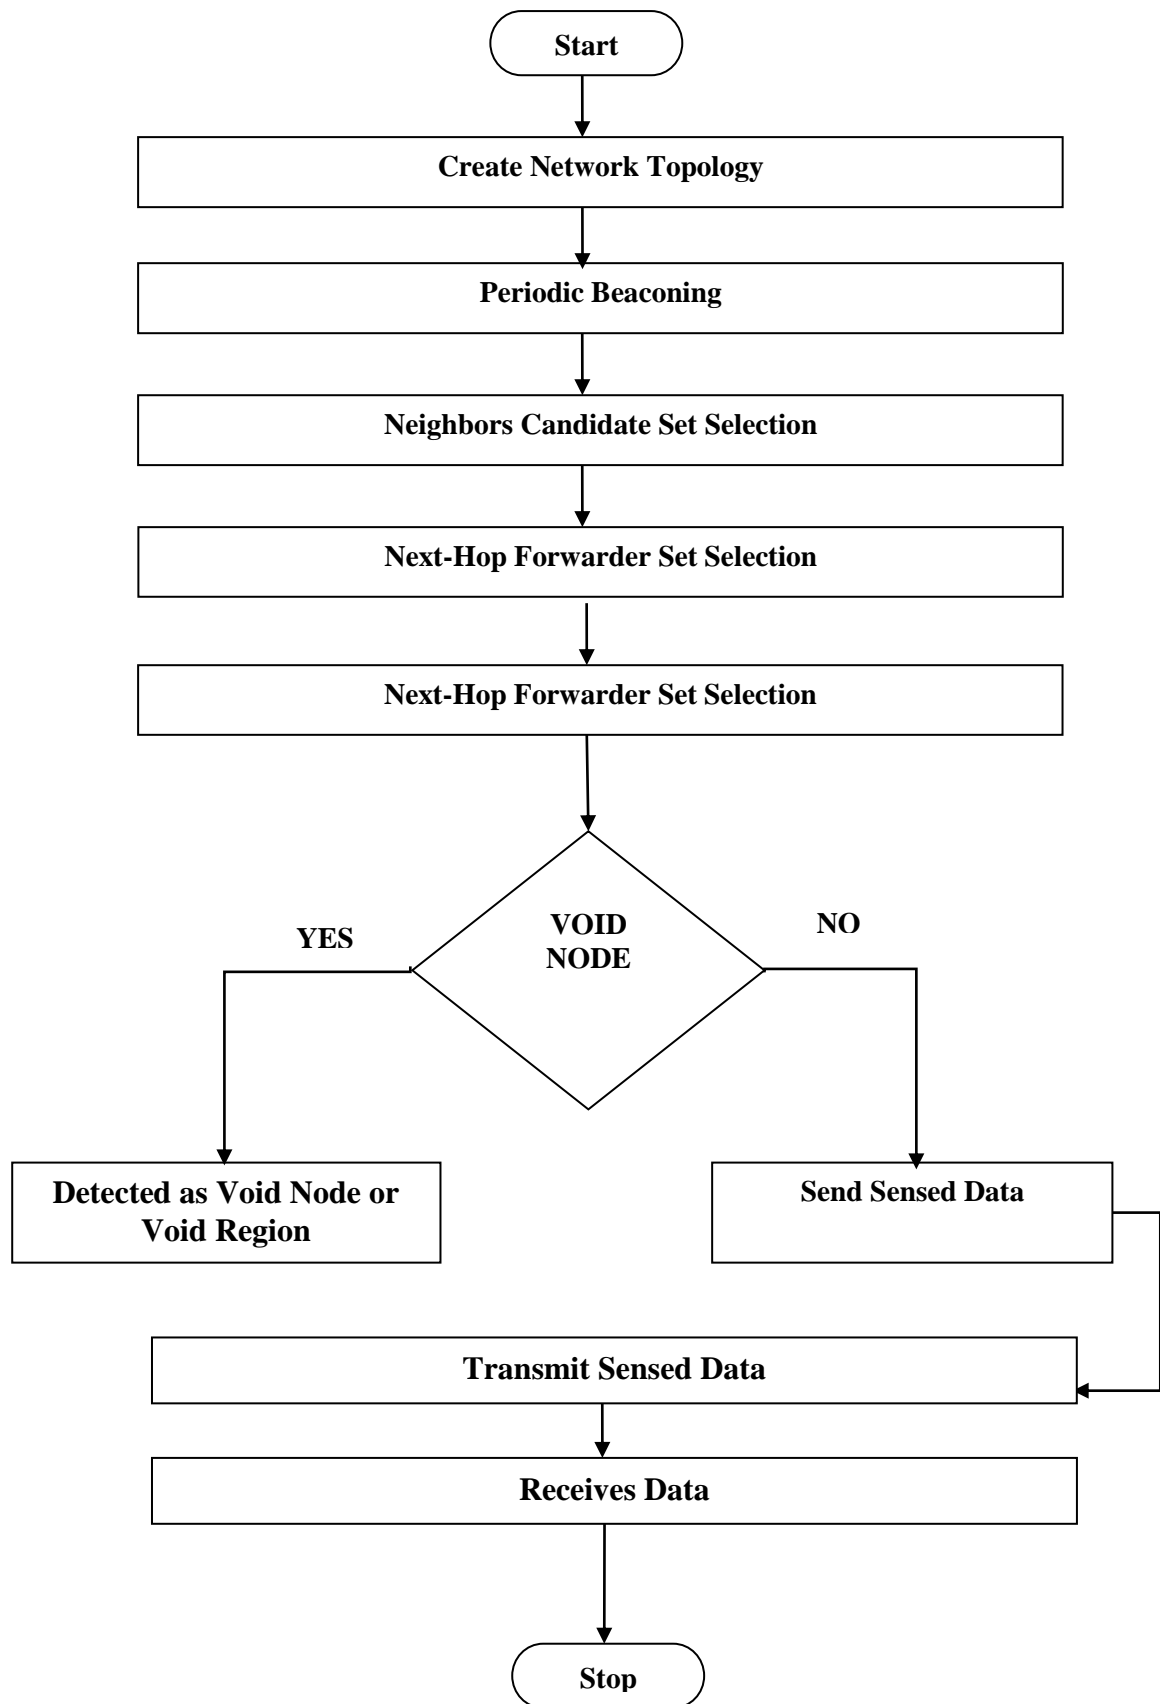 Start
Create Network Topology
Periodic Beaconing
Neighbors Candidate Set Selection
Next-Hop Forwarder Set Selection
Next-Hop Forwarder Set Selection
VOID
NODE
YES
NO
Detected as Void Node or
Void Region
Send Sensed Data
Transmit Sensed Data
Receives Data
Stop